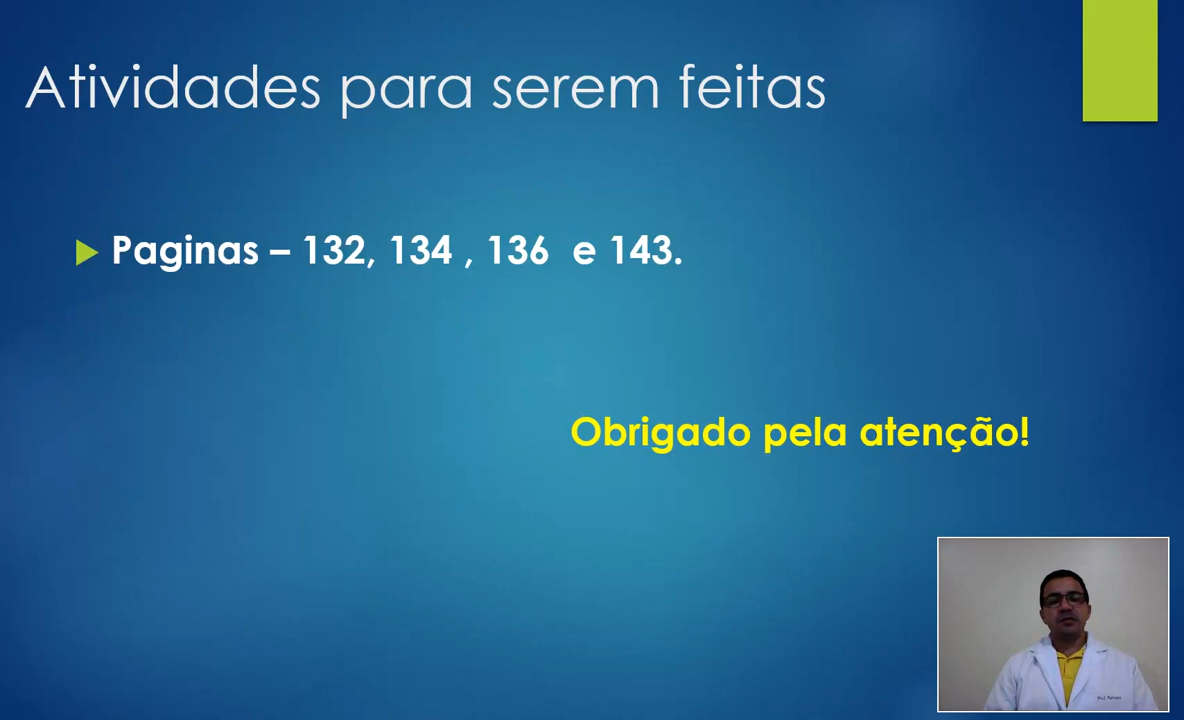 Atividades para serem feitas
Paginas – 132, 134 , 136 e 143.
Obrigado pela atenção!